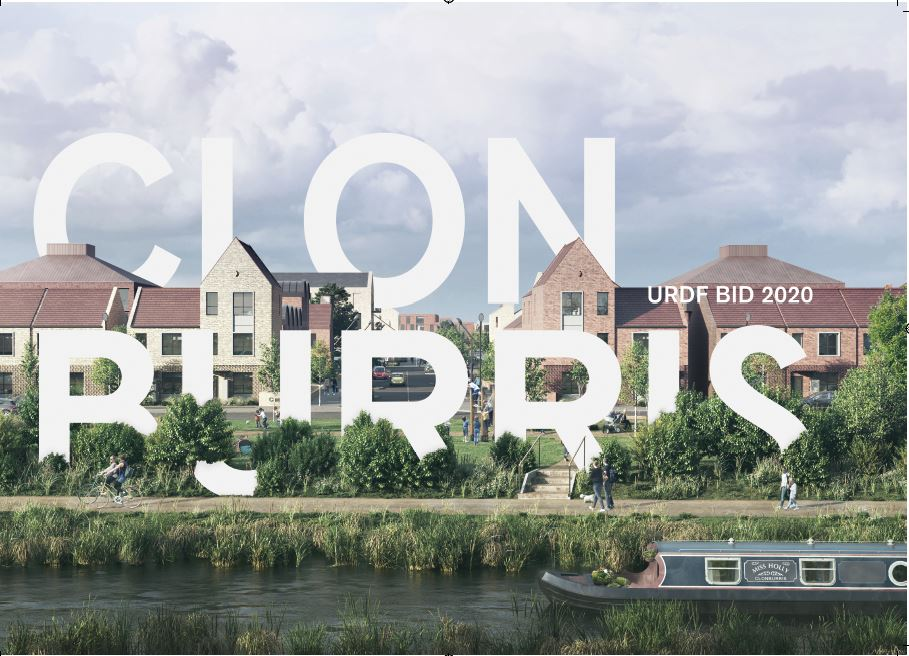 CLON
URDF BID 2020
BURRIS
MISS HOLLY
CLONBURRIS